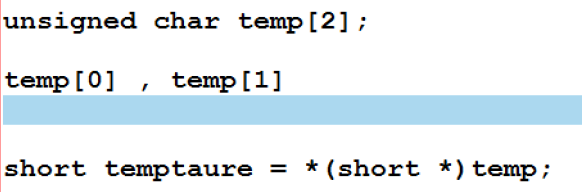 unsigned char temp[2];
temp[0] , temp[1]
short temptaure = *(short *)temp;